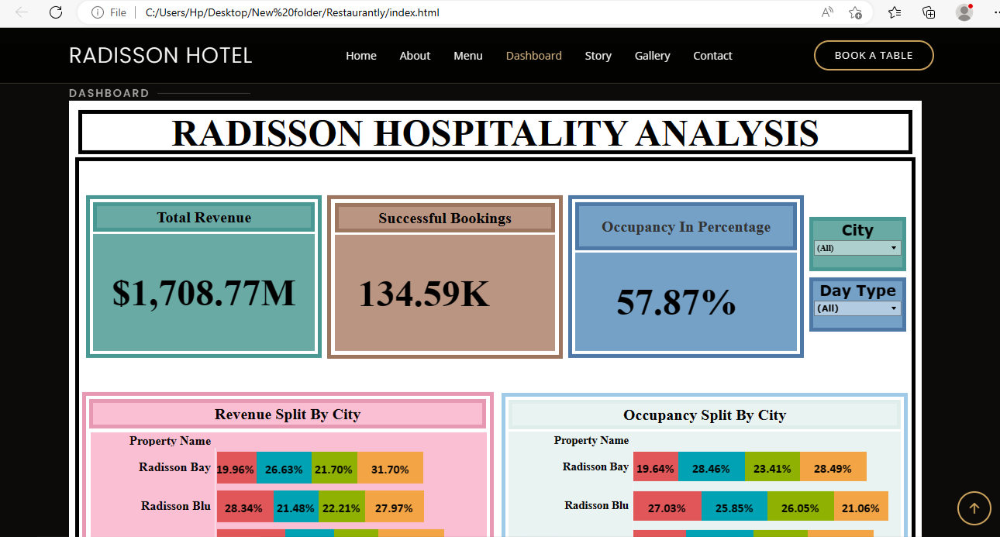 File C:/Users/Hp/Desktop/New%20folder/Restaurantly/index.html
RADISSON HOTEL Home About Menu Dashboard Story Gallery Contact BOOK A TABLE
DASHBOARD
RADISSON HOSPITALITY ANALYSIS
Total Revenue
$1,708.77M
Successful Bookings
134.59K
Occupancy In Percentage
57.87%
City
(All)
Day Type
(All)
Revenue Split By City
Property Name
Radisson Bay 19.96% 26.63% 21.70% 31.70%
Radisson Blu 28.34% 21.48% 22.21% 27.97%
Occupancy Split By City
Property Name
Radisson Bay 19.64% 28.46% 23.41% 28.49%
Radisson Blu 27.03% 25.85% 26.05% 21.06%